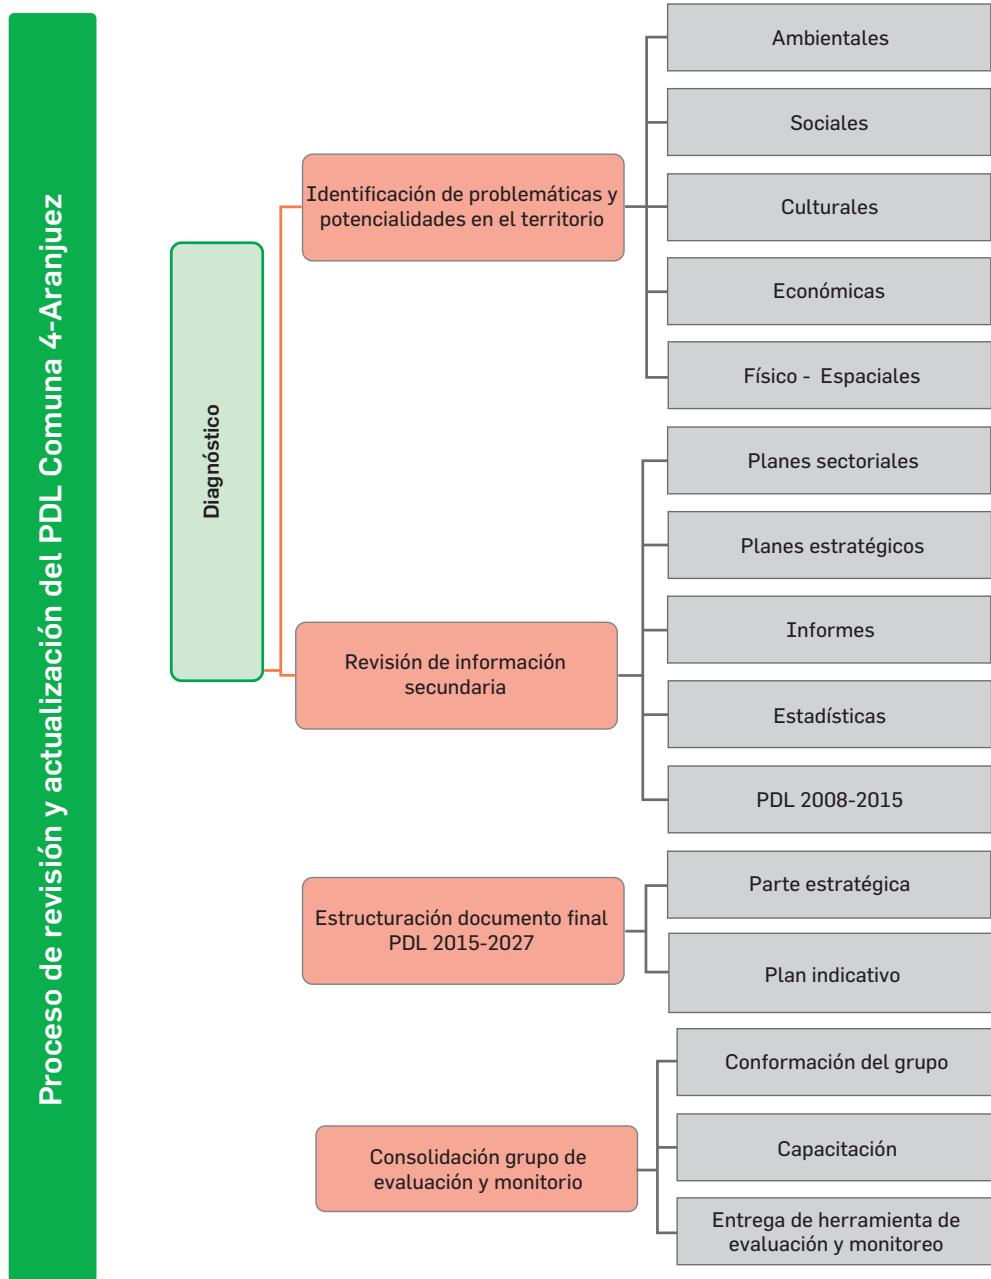 Proceso de revisión y actualización del PDL Comuna 4-Aranjuez
Diagnóstico
Identificación de problemáticas y
potencialidades en el territorio
Ambientales
Sociales
Culturales
Económicas
Físico - Espaciales
Revisión de información
secundaria
Planes sectoriales
Planes estratégicos
Informes
Estadísticas
PDL 2008-2015
Estructuración documento final
PDL 2015-2027
Parte estratégica
Plan indicativo
Consolidación grupo de
evaluación y monitorio
Conformación del grupo
Capacitación
Entrega de herramienta de
evaluación y monitoreo